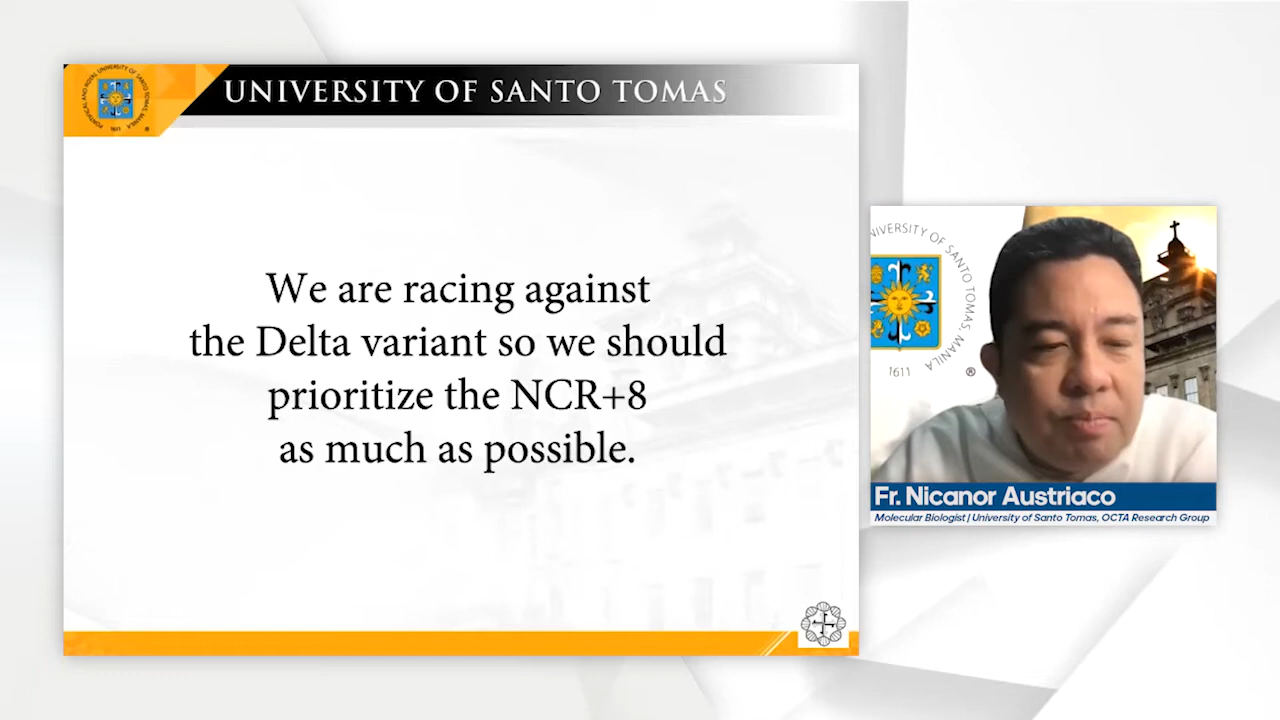 UNIVERSITY OF SANTO TOMAS
We are racing against
the Delta variant so we should
prioritize the NCR+8
as much as possible.
UNIVERSITY OF SANTO TOMAS, MANILA
1611
®
Fr. Nicanor Austriaco
Molecular Biologist | University of Santo Tomas, OCTA Research Group